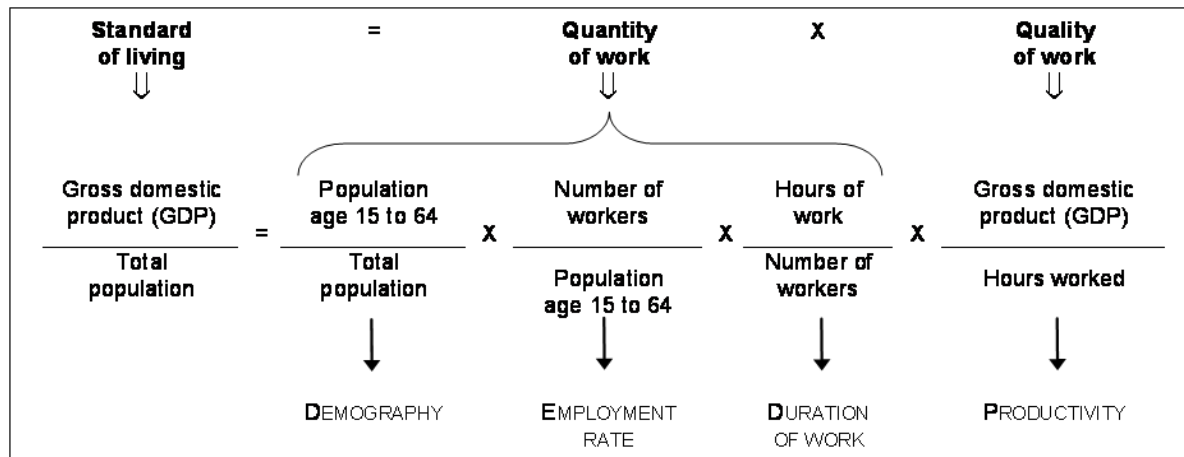 Standard
of living
=
Quantity
of work
X
Quality
of work
Gross domestic
product (GDP)
Total
population
=
Population
age 15 to 64
Total
population
X
Number of
workers
Population
age 15 to 64
X
Hours of
work
Number of
workers
X
Gross domestic
product (GDP)
Hours worked
DEMOGRAPHY
EMPLOYMENT
RATE
DURATION
OF WORK
PRODUCTIVITY